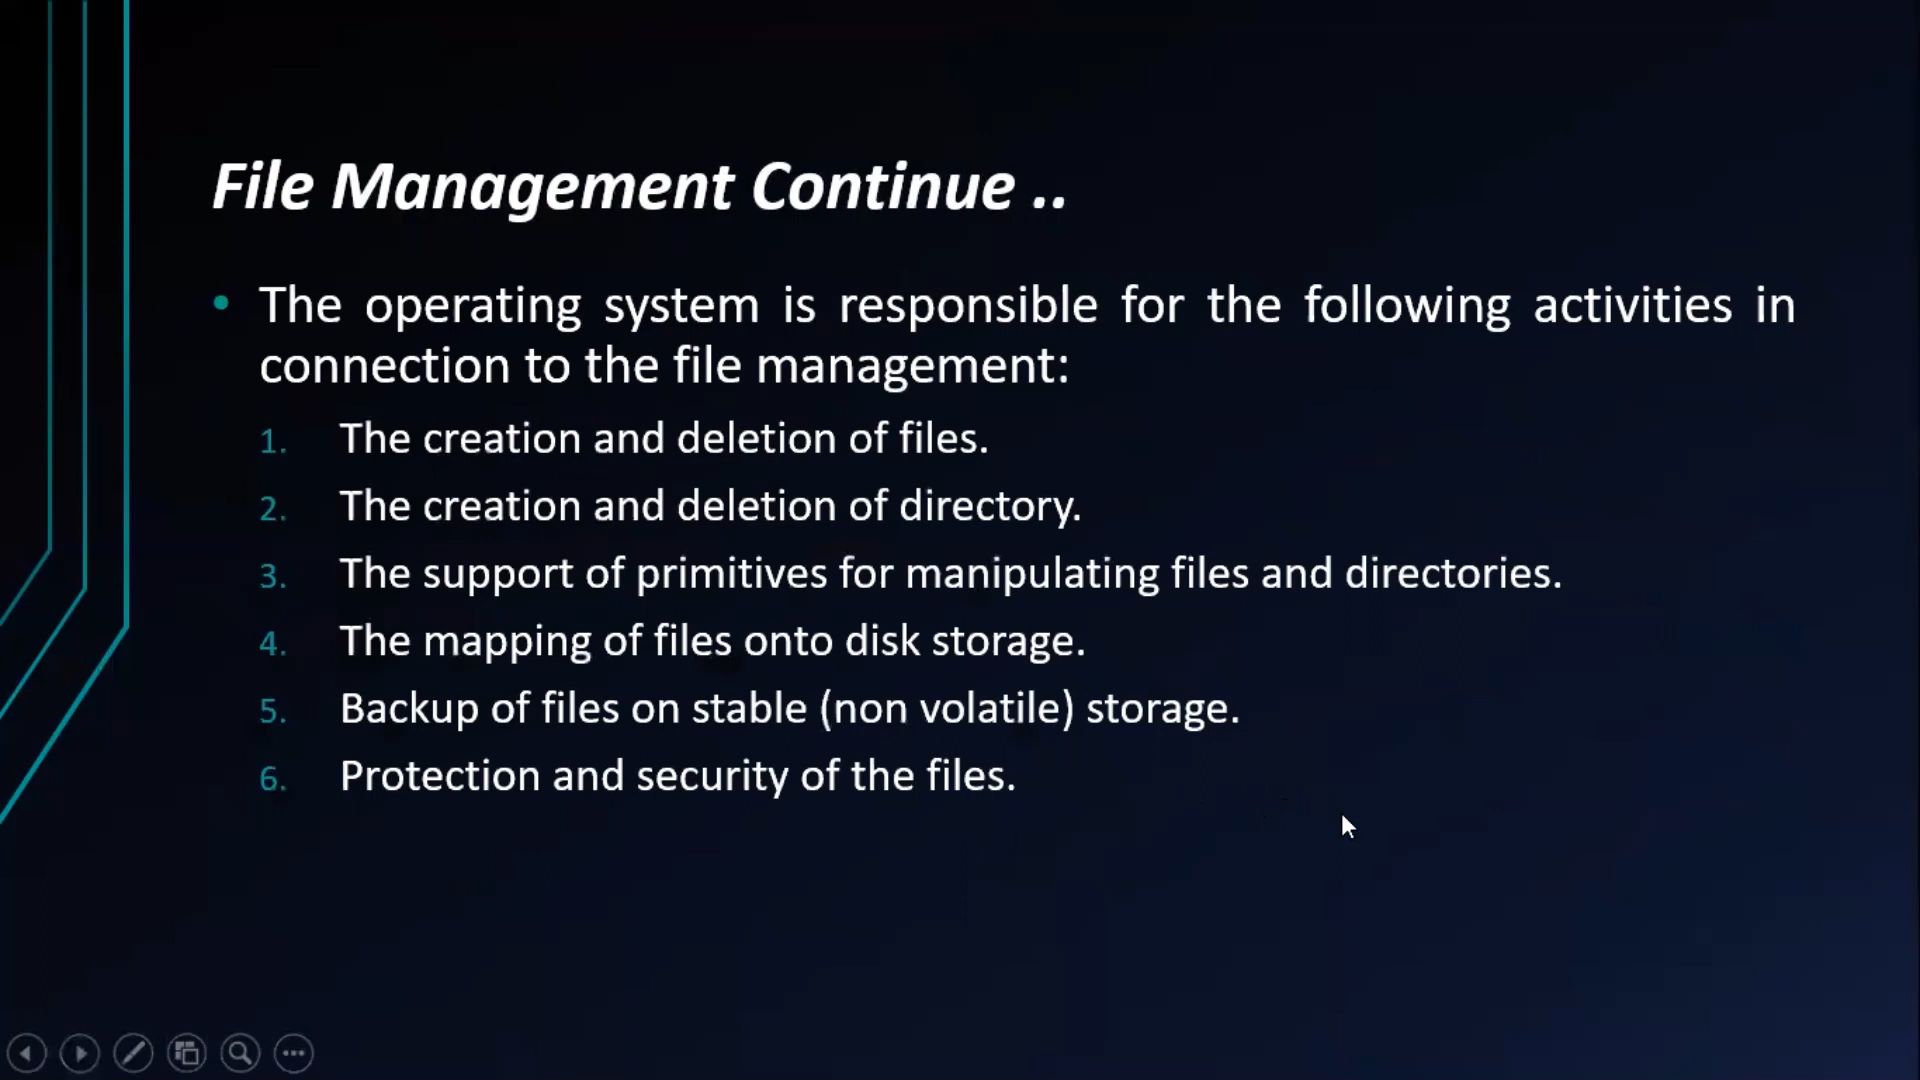 File Management Continue ..
• The operating system is responsible for the following activities in
connection to the file management:
1. The creation and deletion of files.
2. The creation and deletion of directory.
3. The support of primitives for manipulating files and directories.
4. The mapping of files onto disk storage.
5. Backup of files on stable (non volatile) storage.
6. Protection and security of the files.